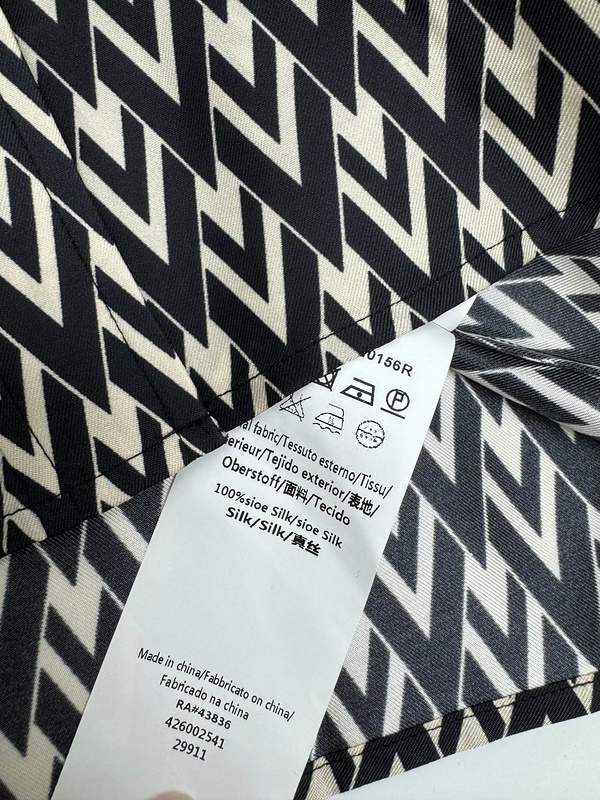 0156R
P
al fabric/Tessuto esterno/Tissu/
erieur/Tejido exterior/表地/
Oberstoff/面料/Tecido
100%sioe Silk/sioe Silk
Silk/Silk/真丝
Made in china/Fabbricato on china/
Fabricado na china
RA#43836
426002541
29911